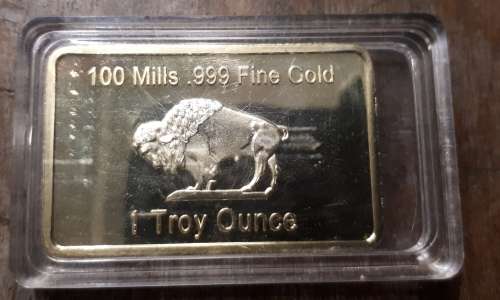 100 Mills .999 Fine Gold
1 Troy Ounce